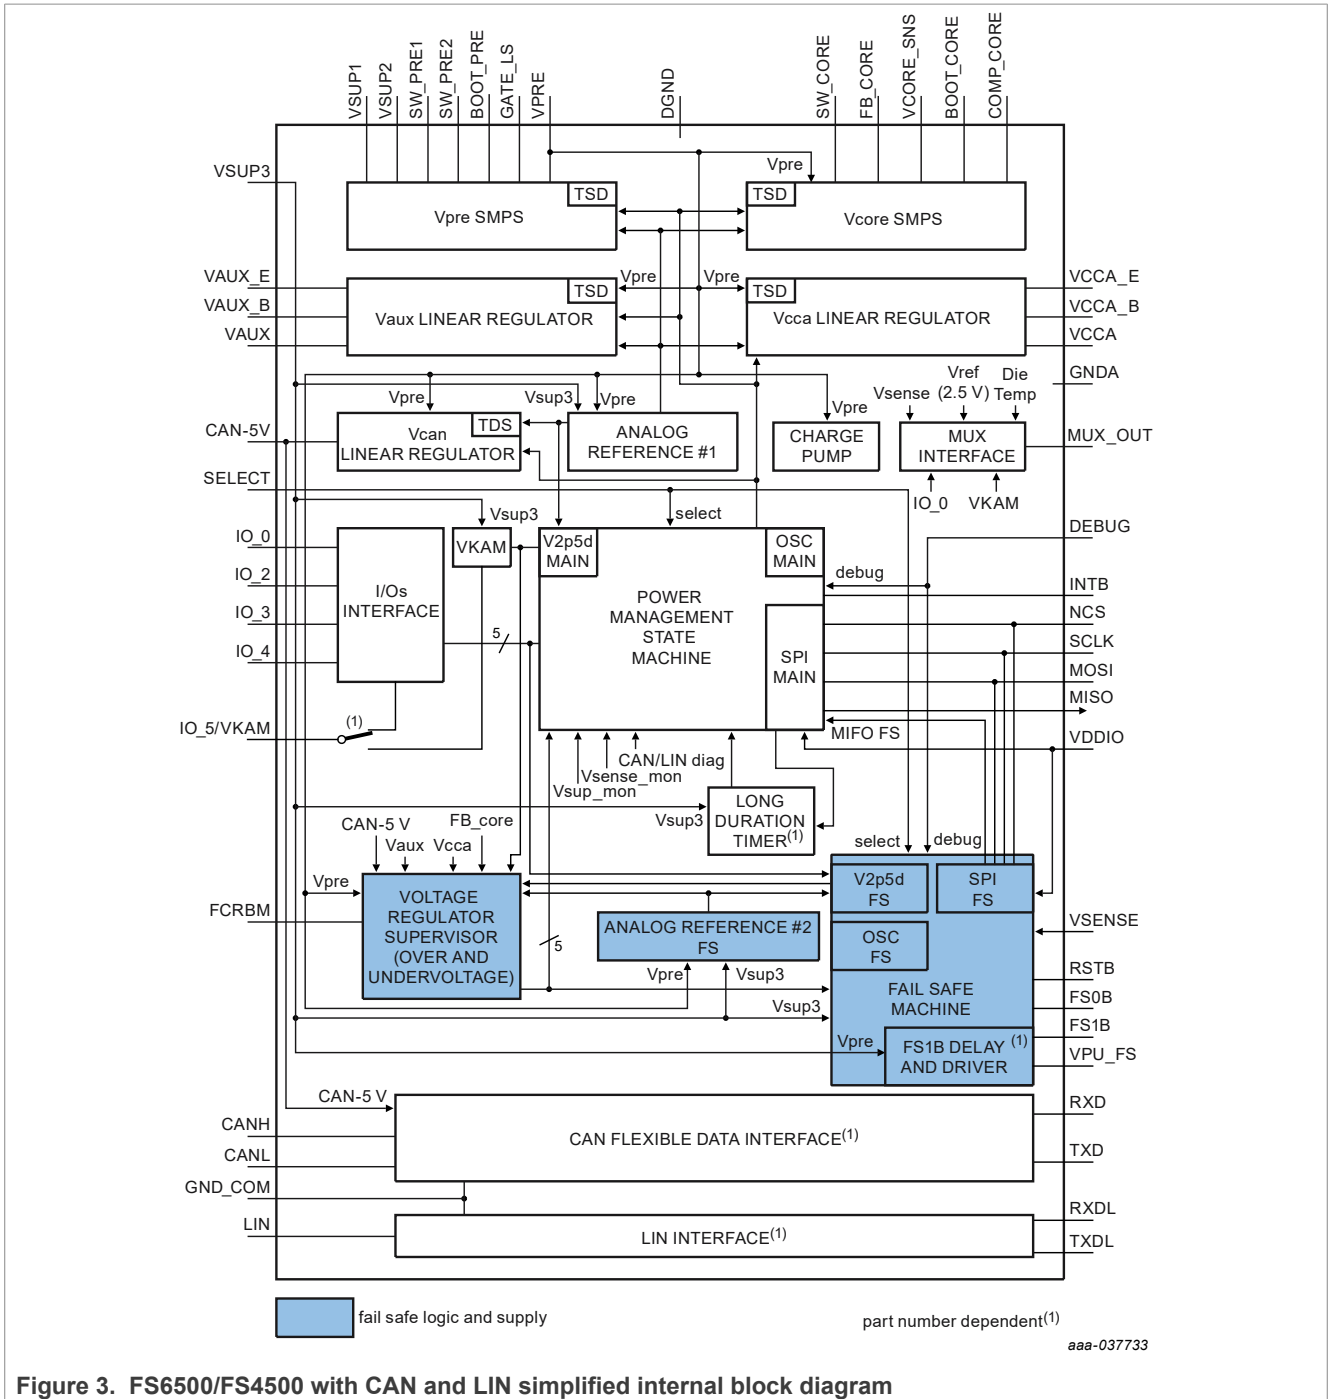 VSUP1
VSUP2
SW_PRE1
SW_PRE2
BOOT_PRE
GATE_LS
VPRE
DGND
SW_CORE
FB_CORE
VCORE_SNS
BOOT_CORE
COMP_CORE
VSUP3
Vpre
TSD
Vpre SMPS
TSD
Vcore SMPS
VAUX_E
VAUX_B
VAUX
Vpre
Vpre
TSD
Vaux LINEAR REGULATOR
TSD
Vcca LINEAR REGULATOR
VCCA_E
VCCA_B
VCCA
GNDA
Vpre
Vsup3
Vpre
Vpre
Vsense
Vref
(2.5 V)
Die
Temp
CAN-5V
Vcan
LINEAR REGULATOR
TDS
ANALOG
REFERENCE #1
CHARGE
PUMP
MUX
INTERFACE
MUX_OUT
SELECT
IO_0
VKAM
Vsup3
select
DEBUG
IO_0
IO_2
IO_3
IO_4
I/Os
INTERFACE
VKAM
V2p5d
MAIN
OSC
MAIN
debug
POWER
MANAGEMENT
STATE
MACHINE
SPI
MAIN
5
INTB
NCS
SCLK
MOSI
MISO
MIFO FS
VDDIO
IO_5/VKAM
(1)
CAN/LIN diag
Vsense_mon
Vsup_mon
Vsup3
LONG
DURATION
TIMER(1)
CAN-5 V
Vaux
Vcca
FB_core
select
debug
Vpre
FCRBM
VOLTAGE
REGULATOR
SUPERVISOR
(OVER AND
UNDERVOLTAGE)
5
ANALOG REFERENCE #2
FS
Vpre
Vsup3
Vsup3
V2p5d
FS
SPI
FS
OSC
FS
FAIL SAFE
MACHINE
Vpre
FS1B DELAY (1)
AND DRIVER
VSENSE
RSTB
FS0B
FS1B
VPU_FS
CAN-5 V
CANH
CANL
GND_COM
LIN
CAN FLEXIBLE DATA INTERFACE(1)
LIN INTERFACE(1)
RXD
TXD
RXDL
TXDL
fail safe logic and supply
part number dependent(1)
aaa-037733
Figure 3. FS6500/FS4500 with CAN and LIN simplified internal block diagram